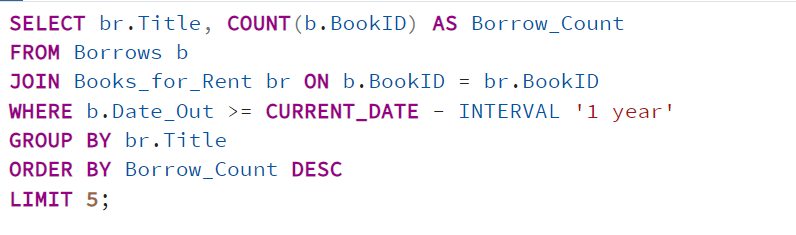 SELECT br.Title, COUNT(b.BookID) AS Borrow_Count
FROM Borrows b
JOIN Books_for_Rent br ON b.BookID = br.BookID
WHERE b.Date_Out >= CURRENT_DATE - INTERVAL '1 year'
GROUP BY br.Title
ORDER BY Borrow_Count DESC
LIMIT 5;